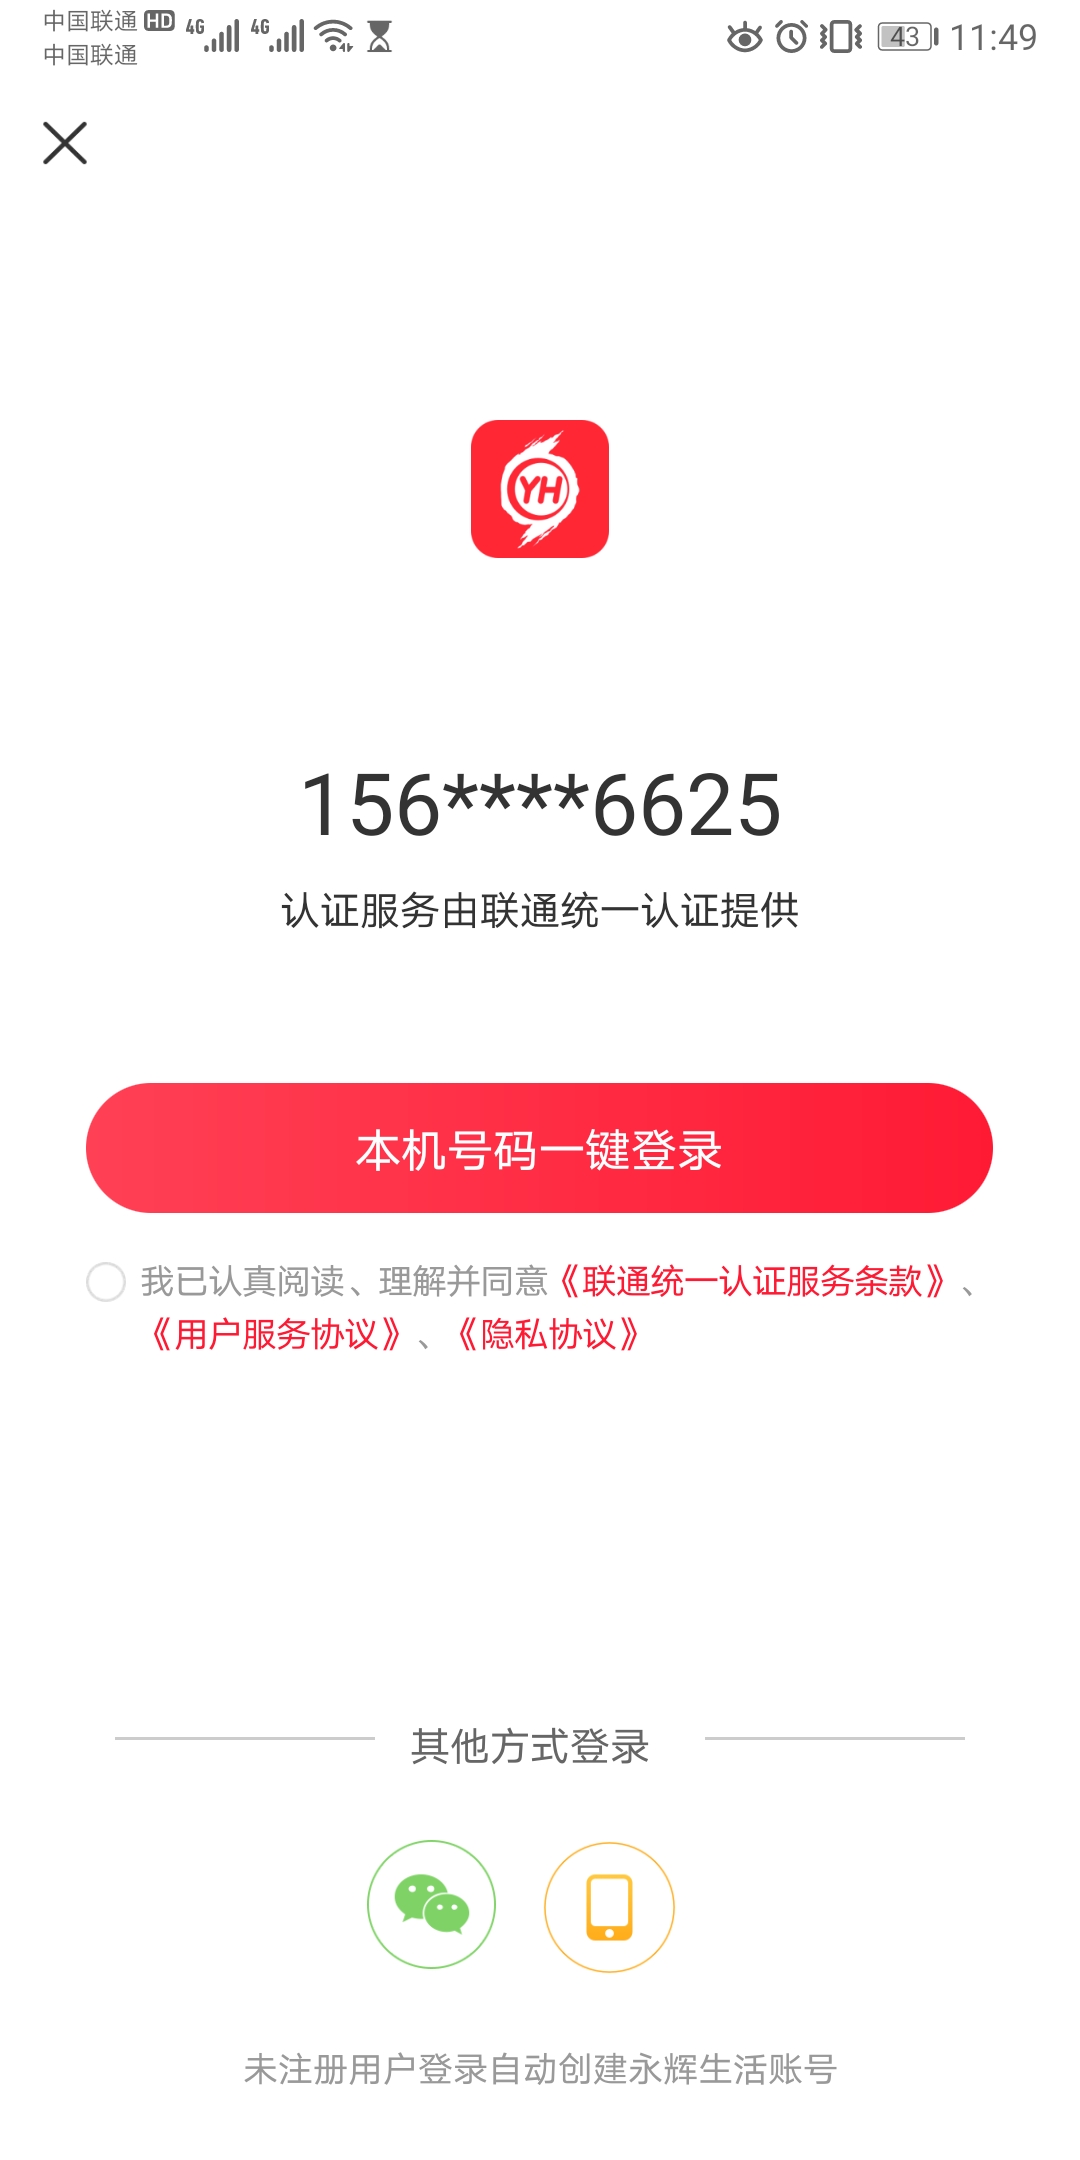 中国联通 HD 4G 4G 43 11:49
中国联通
YH
156****6625
认证服务由联通统一认证提供
本机号码一键登录
我已认真阅读、理解并同意《联通统一认证服务条款》、
《用户服务协议》、《隐私协议》
其他方式登录
未注册用户登录自动创建永辉生活账号